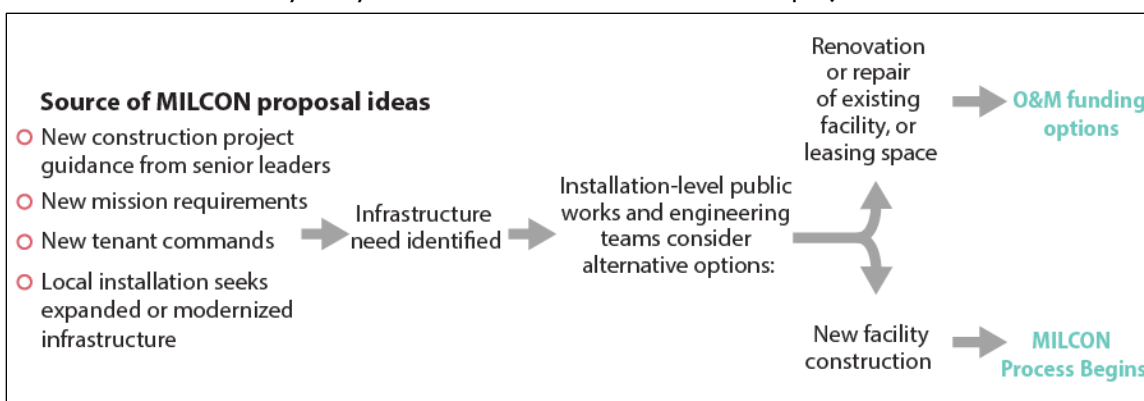 Source of MILCON proposal ideas
New construction project
guidance from senior leaders
New mission requirements
New tenant commands
Local installation seeks
expanded or modernized
infrastructure
Infrastructure
need identified
Installation-level public
works and engineering
teams consider
alternative options:
Renovation
or repair
of existing
facility, or
leasing space
O&M funding
options
New facility
construction
MILCON
Process Begins